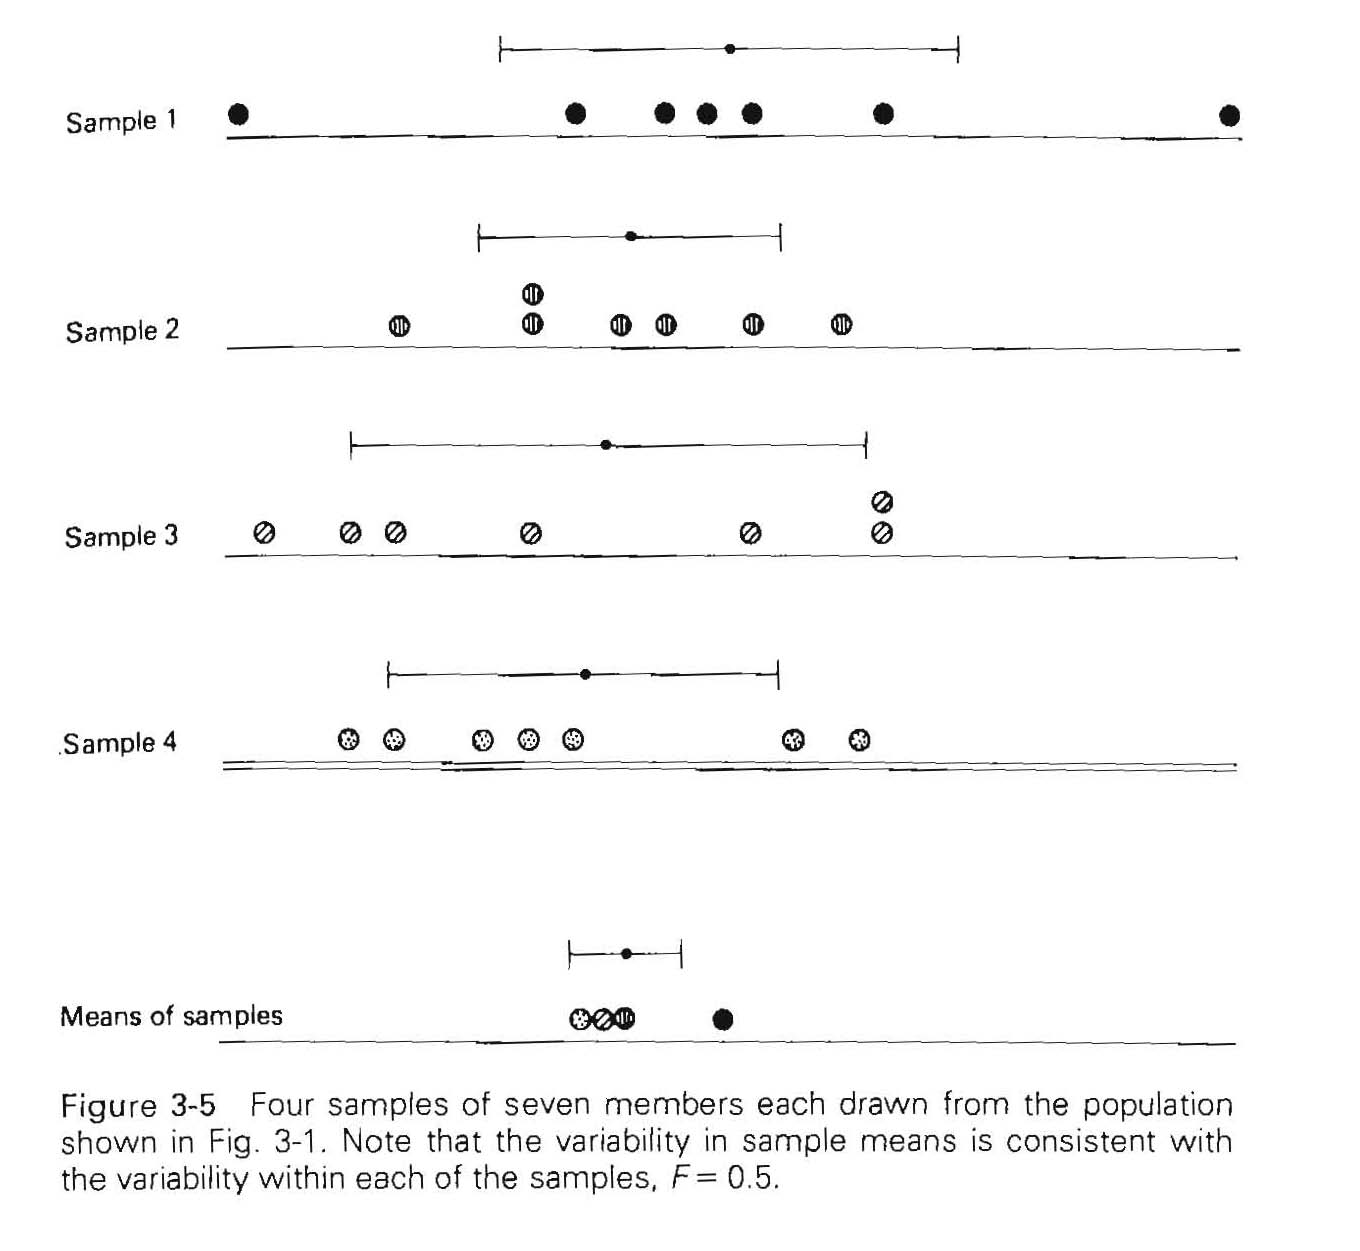 Sample 1
Sample 2
Sample 3
Sample 4
Means of samples
Figure 3-5 Four samples of seven members each drawn from the population
shown in Fig. 3-1. Note that the variability in sample means is consistent with
the variability within each of the samples, F = 0.5.